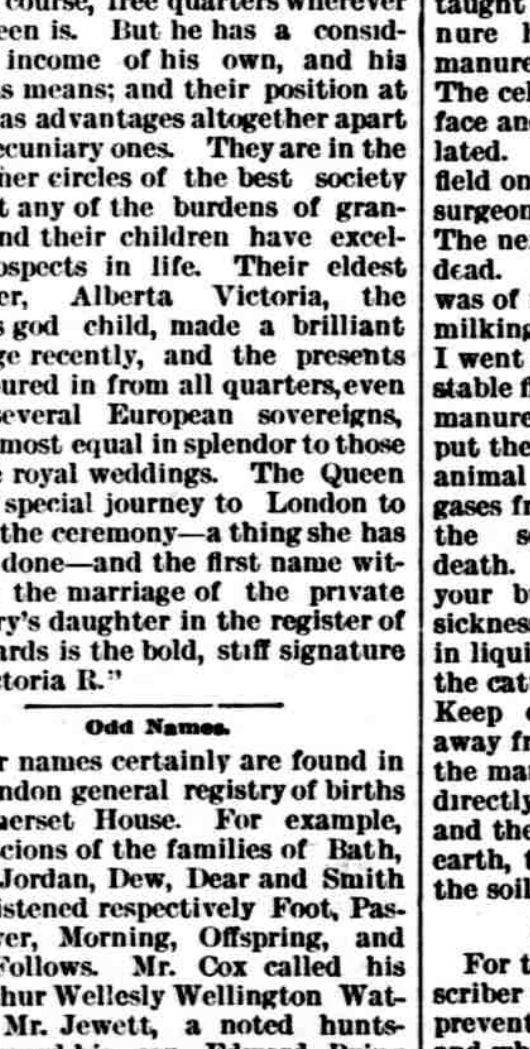 course, free quarters wherever
een is. But he has a consid-
income of his own, and his
s means; and their position at
as advantages altogether apart
ecuniary ones. They are in the
ner circles of the best society
t any of the burdens of gran-
nd their children have excel-
ospects in life. Their eldest
er, Alberta Victoria, the
s god child, made a brilliant
ge recently, and the presents
ured in from all quarters, even
several European sovereigns,
most equal in splendor to those
e royal weddings. The Queen
special journey to London to
the ceremony—a thing she has
done—and the first name wit-
the marriage of the private
ry's daughter in the register of
ards is the bold, stiff signature
toria R."
Odd Names.
r names certainly are found in
ndon general registry of births
merset House. For example,
cions of the families of Bath,
Jordan, Dew, Dear and Smith
istened respectively Foot, Pas-
er, Morning, Offspring, and
Follows. Mr. Cox called his
hur Wellesly Wellington Wat-
Mr. Jewett, a noted hunts-
taught
nure
manure
The cel
face an
lated.
field on
surgeon
The ne
dead.
was of
milking
I went
stable
manure
put the
animal
gases f
the s
death.
your b
sickness
in liqui
the cat
Keep
away fr
the ma
directly
and the
earth,
the soil
For t
scriber
prevent